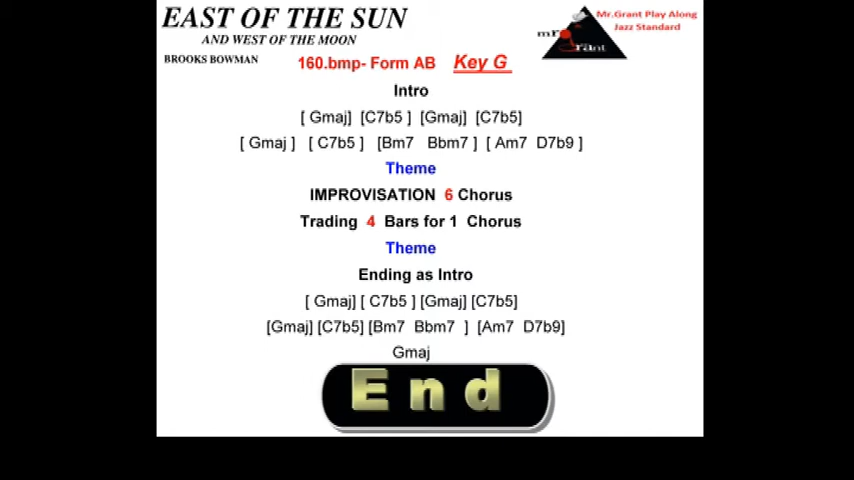 EAST OF THE SUN
AND WEST OF THE MOON
BROOKS BOWMAN
mr Grant
Mr.Grant Play Along
Jazz Standard
160.bmp- Form AB Key G
Intro
[ Gmaj] [C7b5 ] [Gmaj] [C7b5]
[ Gmaj ] [ C7b5 ] [Bm7 Bbm7 ] [ Am7 D7b9 ]
Theme
IMPROVISATION 6 Chorus
Trading 4 Bars for 1 Chorus
Theme
Ending as Intro
[ Gmaj] [ C7b5 ] [Gmaj] [C7b5]
[Gmaj] [C7b5] [Bm7 Bbm7 ] [Am7 D7b9]
Gmaj
End